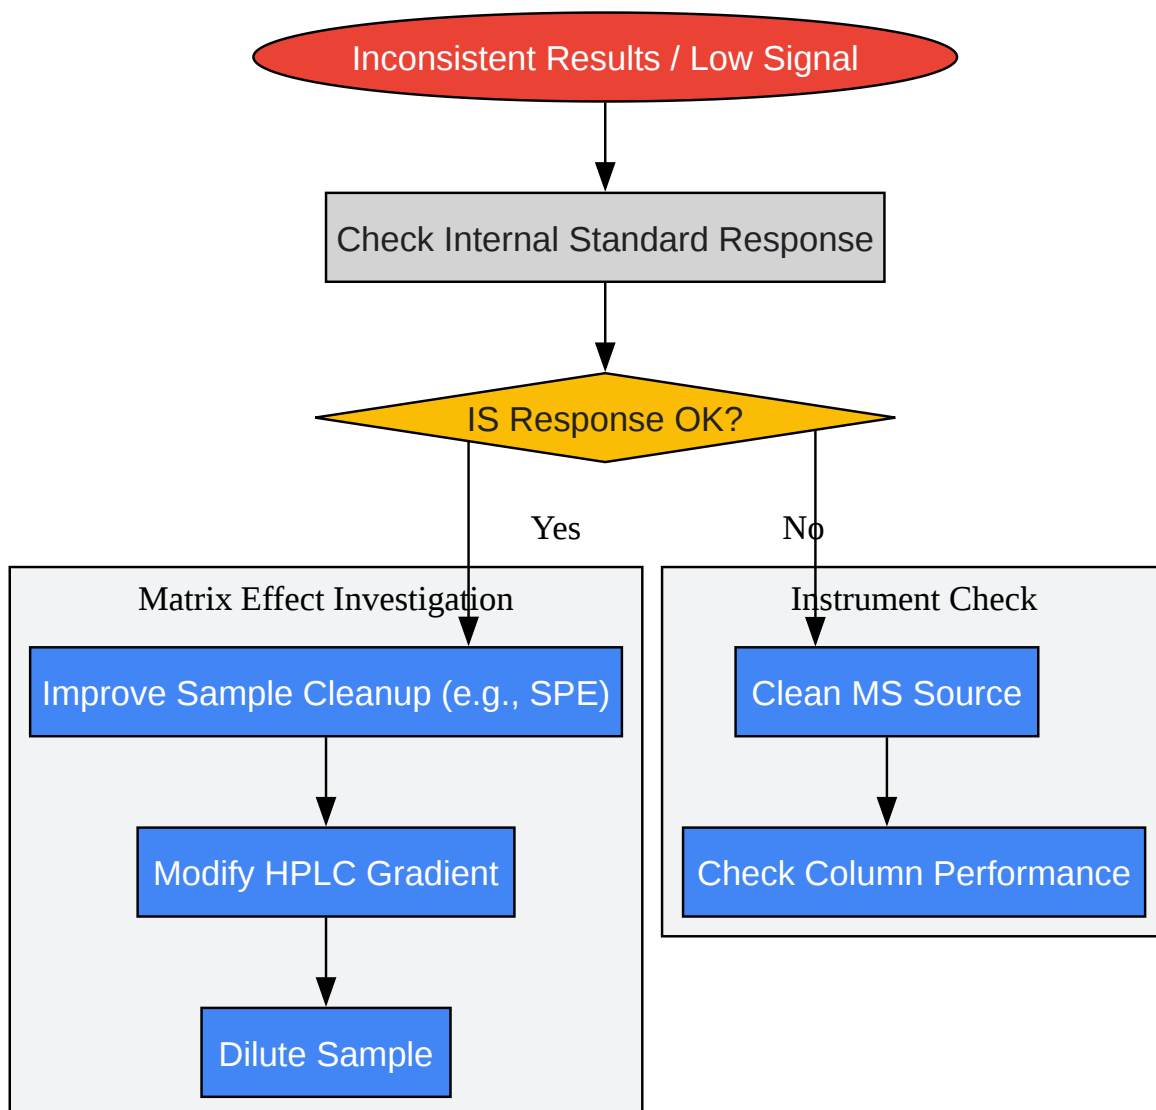 Inconsistent Results / Low Signal
Check Internal Standard Response
IS Response OK?
Yes
No
Matrix Effect Investigation
Improve Sample Cleanup (e.g., SPE)
Modify HPLC Gradient
Dilute Sample
Instrument Check
Clean MS Source
Check Column Performance